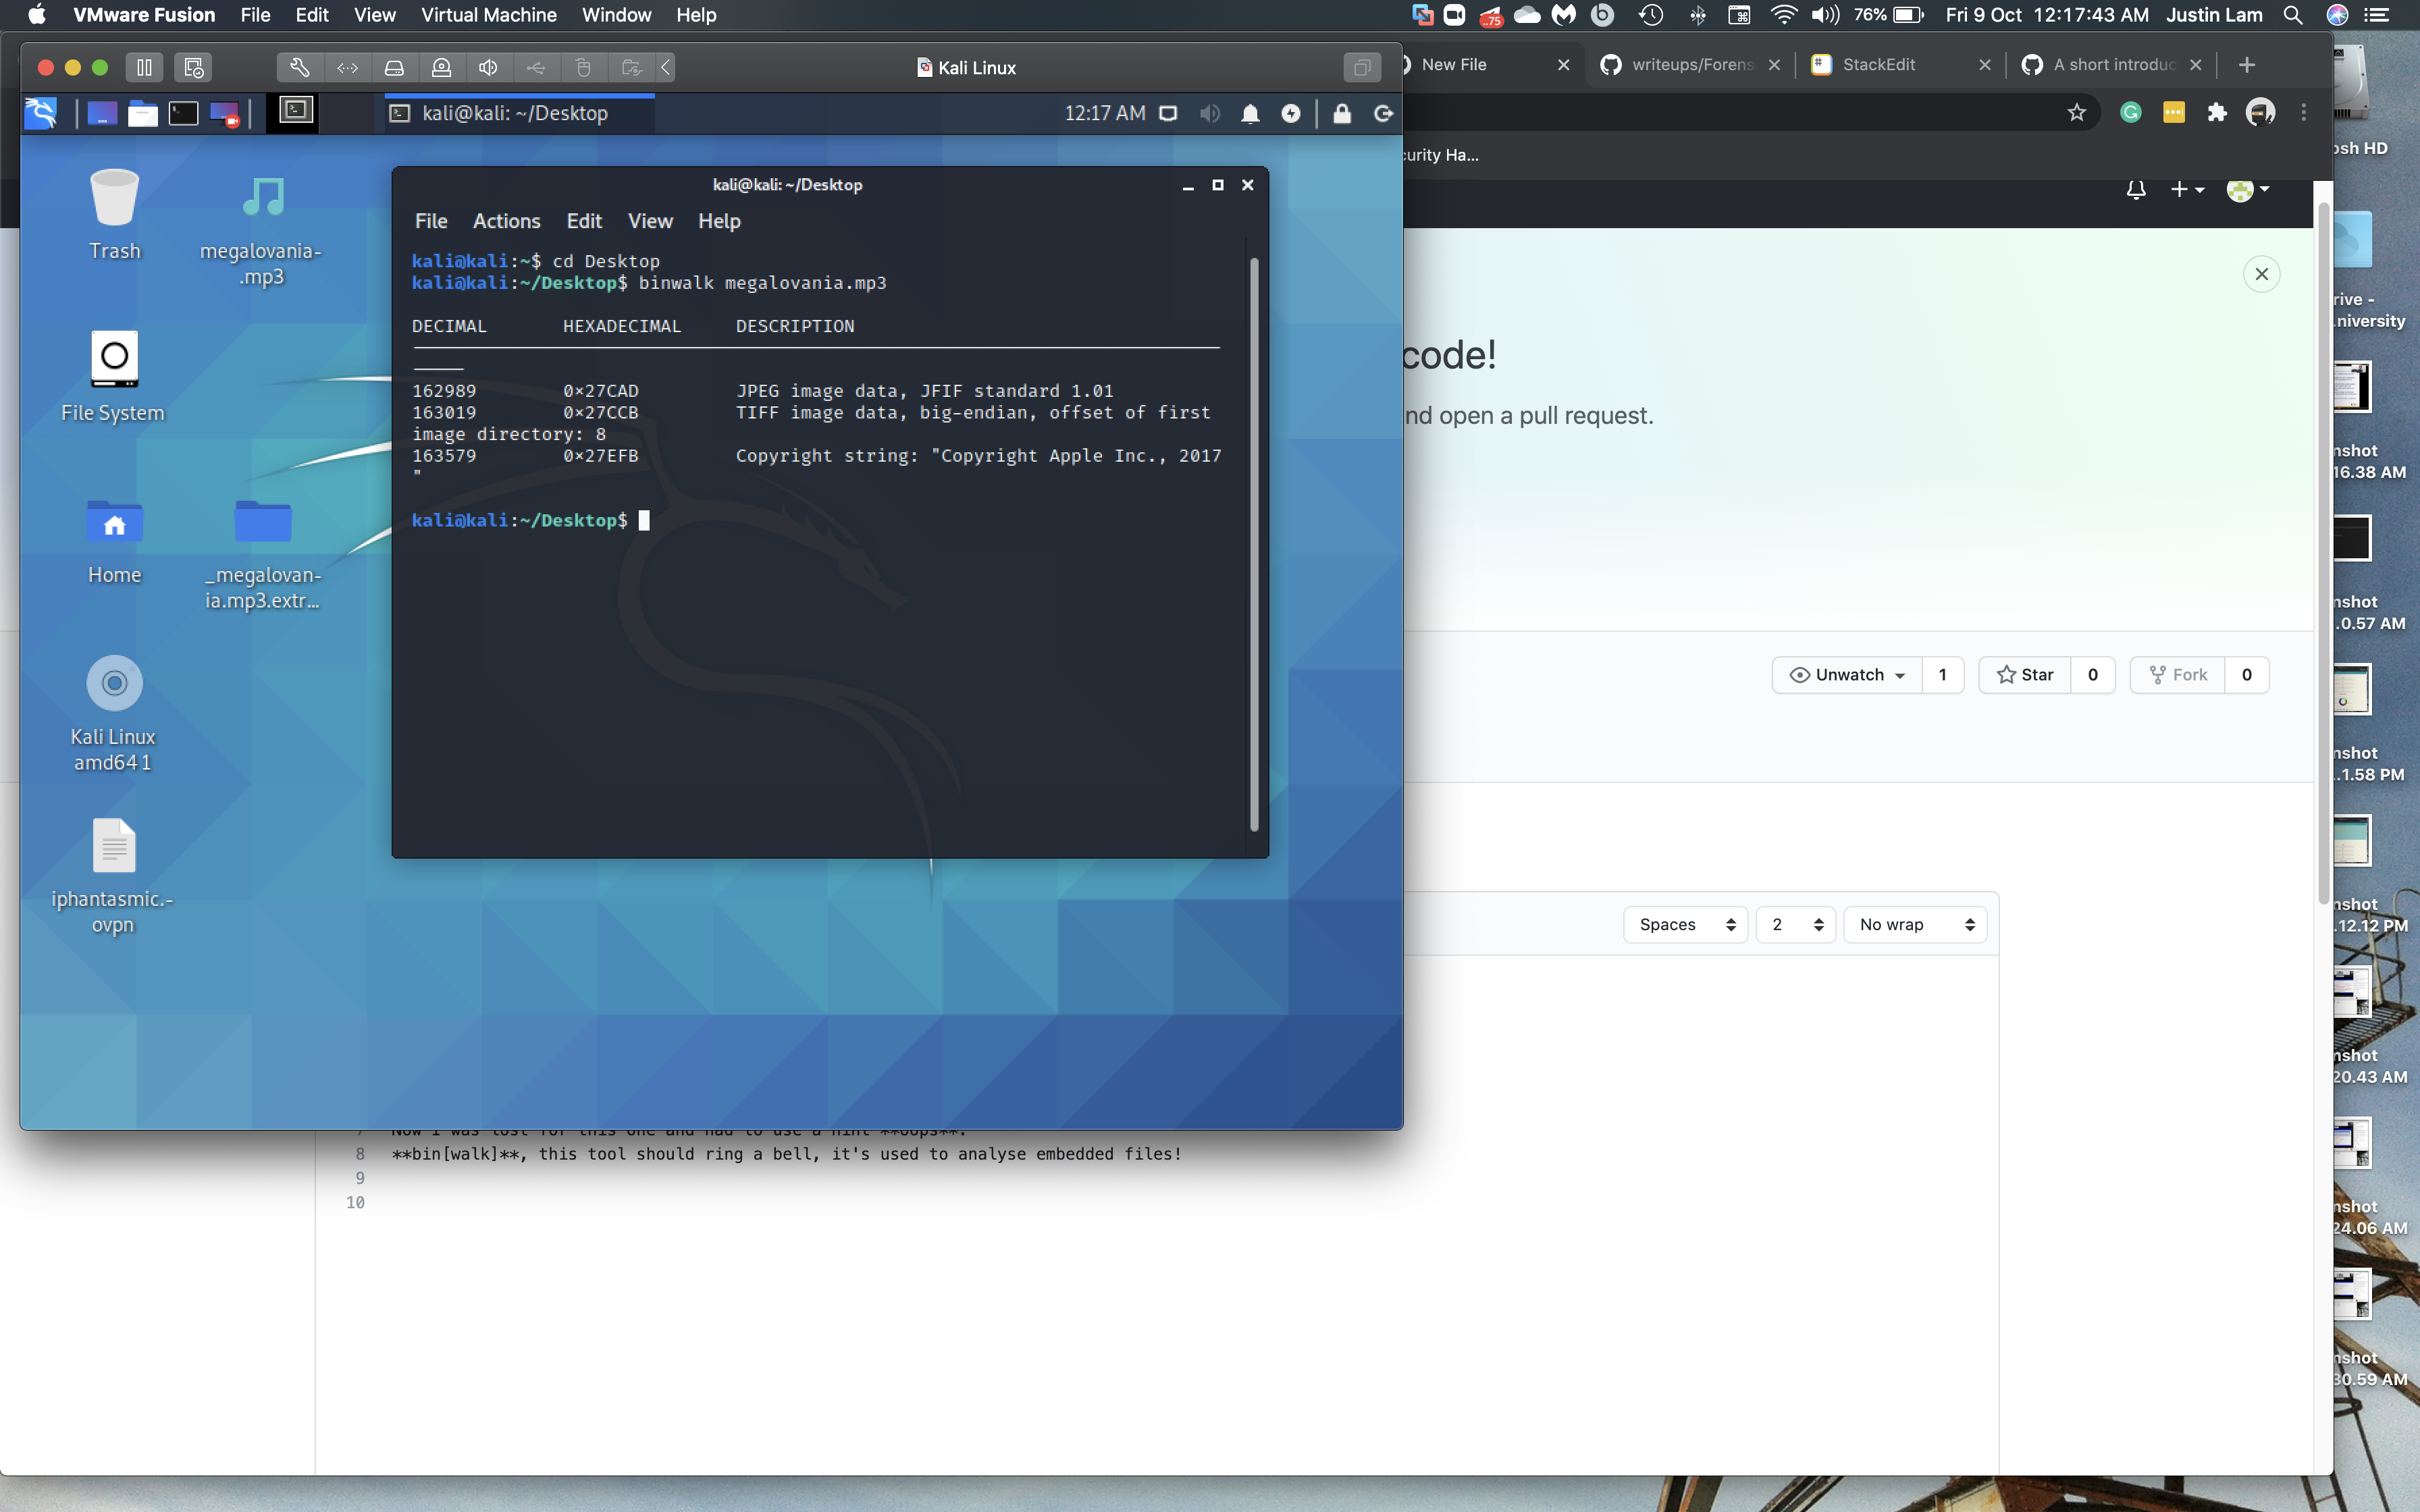 VMware Fusion File Edit View Virtual Machine Window Help
..75
76% Fri 9 Oct 12:17:43 AM Justin Lam
Kali Linux
New File
writeups/Forens
StackEdit
A short introduc
kali@kali: ~/Desktop
12:17 AM
curity Ha...
Trash
megalovania-
.mp3
File System
Home
_megalovan-
ia.mp3.extr...
Kali Linux
amd64 1
iphantasmic.-
ovpn
kali@kali: ~/Desktop
File Actions Edit View Help
kali@kali:~$ cd Desktop
kali@kali:~/Desktop$ binwalk megalovania.mp3
DECIMAL HEXADECIMAL DESCRIPTION
162989 0×27CAD JPEG image data, JFIF standard 1.01
163019 0×27CCB TIFF image data, big-endian, offset of first
image directory: 8
163579 0×27EFB Copyright string: "Copyright Apple Inc., 2017
"
kali@kali:~/Desktop$
code!
nd open a pull request.
Unwatch 1
Star 0
Fork 0
Spaces 2 No wrap
7 Now I was lost for this one and had to use a hint **oops**.
8 **bin[walk]**, this tool should ring a bell, it's used to analyse embedded files!
9
10
osh HD
rive -
.niversity
nshot
16.38 AM
nshot
.0.57 AM
nshot
..1.58 PM
nshot
.12.12 PM
nshot
20.43 AM
nshot
24.06 AM
nshot
30.59 AM